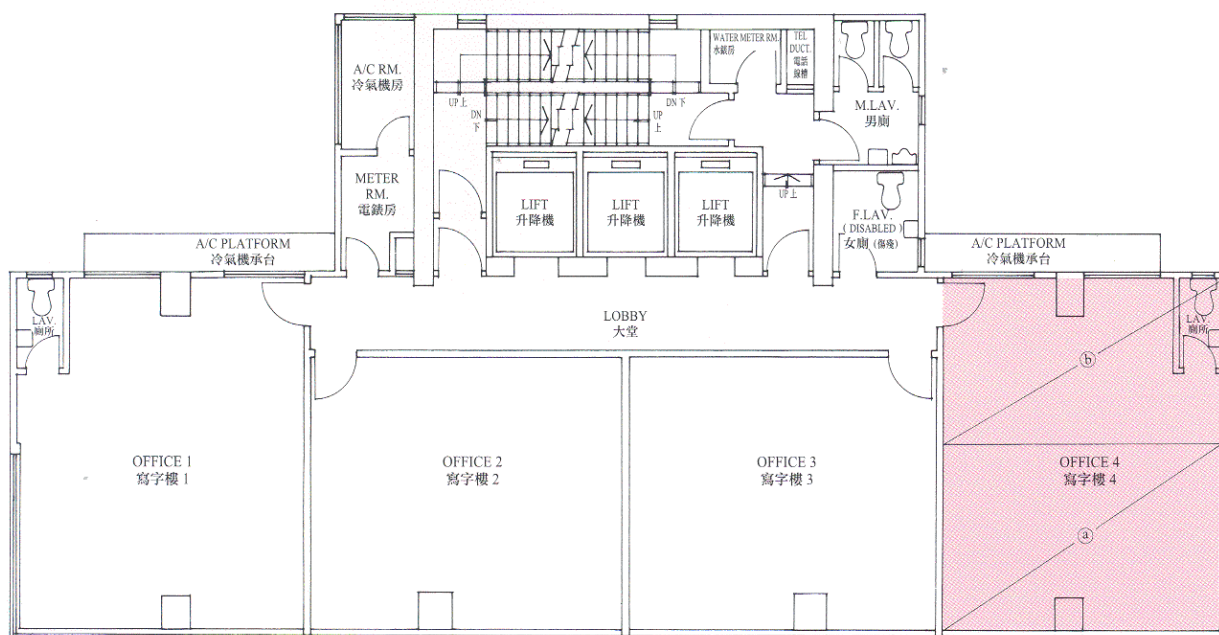 WATER METER RM.
水錶房
TEL
DUCT.
電話
線槽
A/C RM.
冷氣機房
UP 上
DN
下
DN 下
UP
上
M.LAV.
男廁
METER
RM.
電錶房
LIFT
升降機
LIFT
升降機
LIFT
升降機
UP 上
F.LAV.
( DISABLED )
女廁 (傷殘)
A/C PLATFORM
冷氣機承台
A/C PLATFORM
冷氣機承台
LAV.
廁所
LOBBY
大堂
LAV.
廁所
b
OFFICE 1
寫字樓 1
OFFICE 2
寫字樓 2
OFFICE 3
寫字樓 3
OFFICE 4
寫字樓 4
a